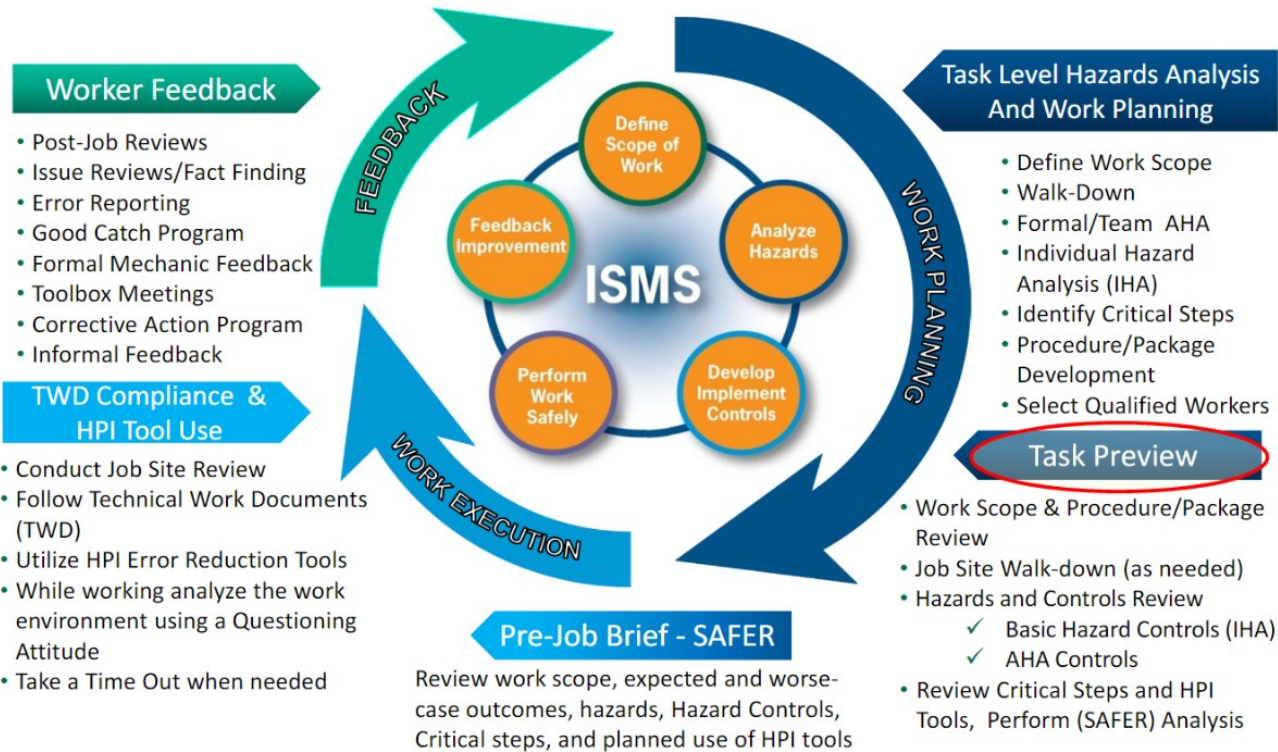 Worker Feedback
• Post-Job Reviews
• Issue Reviews/Fact Finding
• Error Reporting
• Good Catch Program
• Formal Mechanic Feedback
• Toolbox Meetings
• Corrective Action Program
• Informal Feedback
TWD Compliance &
HPI Tool Use
• Conduct Job Site Review
• Follow Technical Work Documents
(TWD)
• Utilize HPI Error Reduction Tools
• While working analyze the work
environment using a Questioning
Attitude
• Take a Time Out when needed
FEEDBACK
WORK PLANNING
WORK EXECUTION
Define
Scope of
Work
Analyze
Hazards
Develop
Implement
Controls
Perform
Work
Safely
Feedback
Improvement
ISMS
Pre-Job Brief - SAFER
Review work scope, expected and worse-
case outcomes, hazards, Hazard Controls,
Critical steps, and planned use of HPI tools
Task Level Hazards Analysis
And Work Planning
• Define Work Scope
• Walk-Down
• Formal/Team AHA
• Individual Hazard
Analysis (IHA)
• Identify Critical Steps
• Procedure/Package
Development
• Select Qualified Workers
Task Preview
• Work Scope & Procedure/Package
Review
• Job Site Walk-down (as needed)
• Hazards and Controls Review
✓ Basic Hazard Controls (IHA)
✓ AHA Controls
• Review Critical Steps and HPI
Tools, Perform (SAFER) Analysis